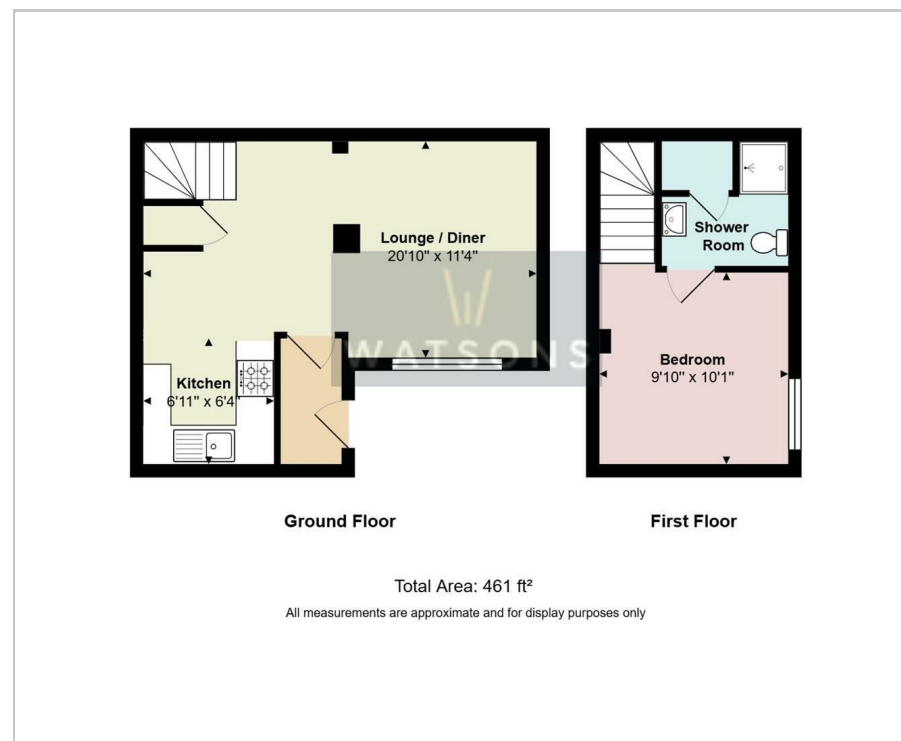 Lounge / Diner
20'10" x 11'4"
Shower
Room
WATSONS
Bedroom
9'10" x 10'1"
Kitchen
6'11" x 6'4"
Ground Floor
First Floor
Total Area: 461 ft²
All measurements are approximate and for display purposes only